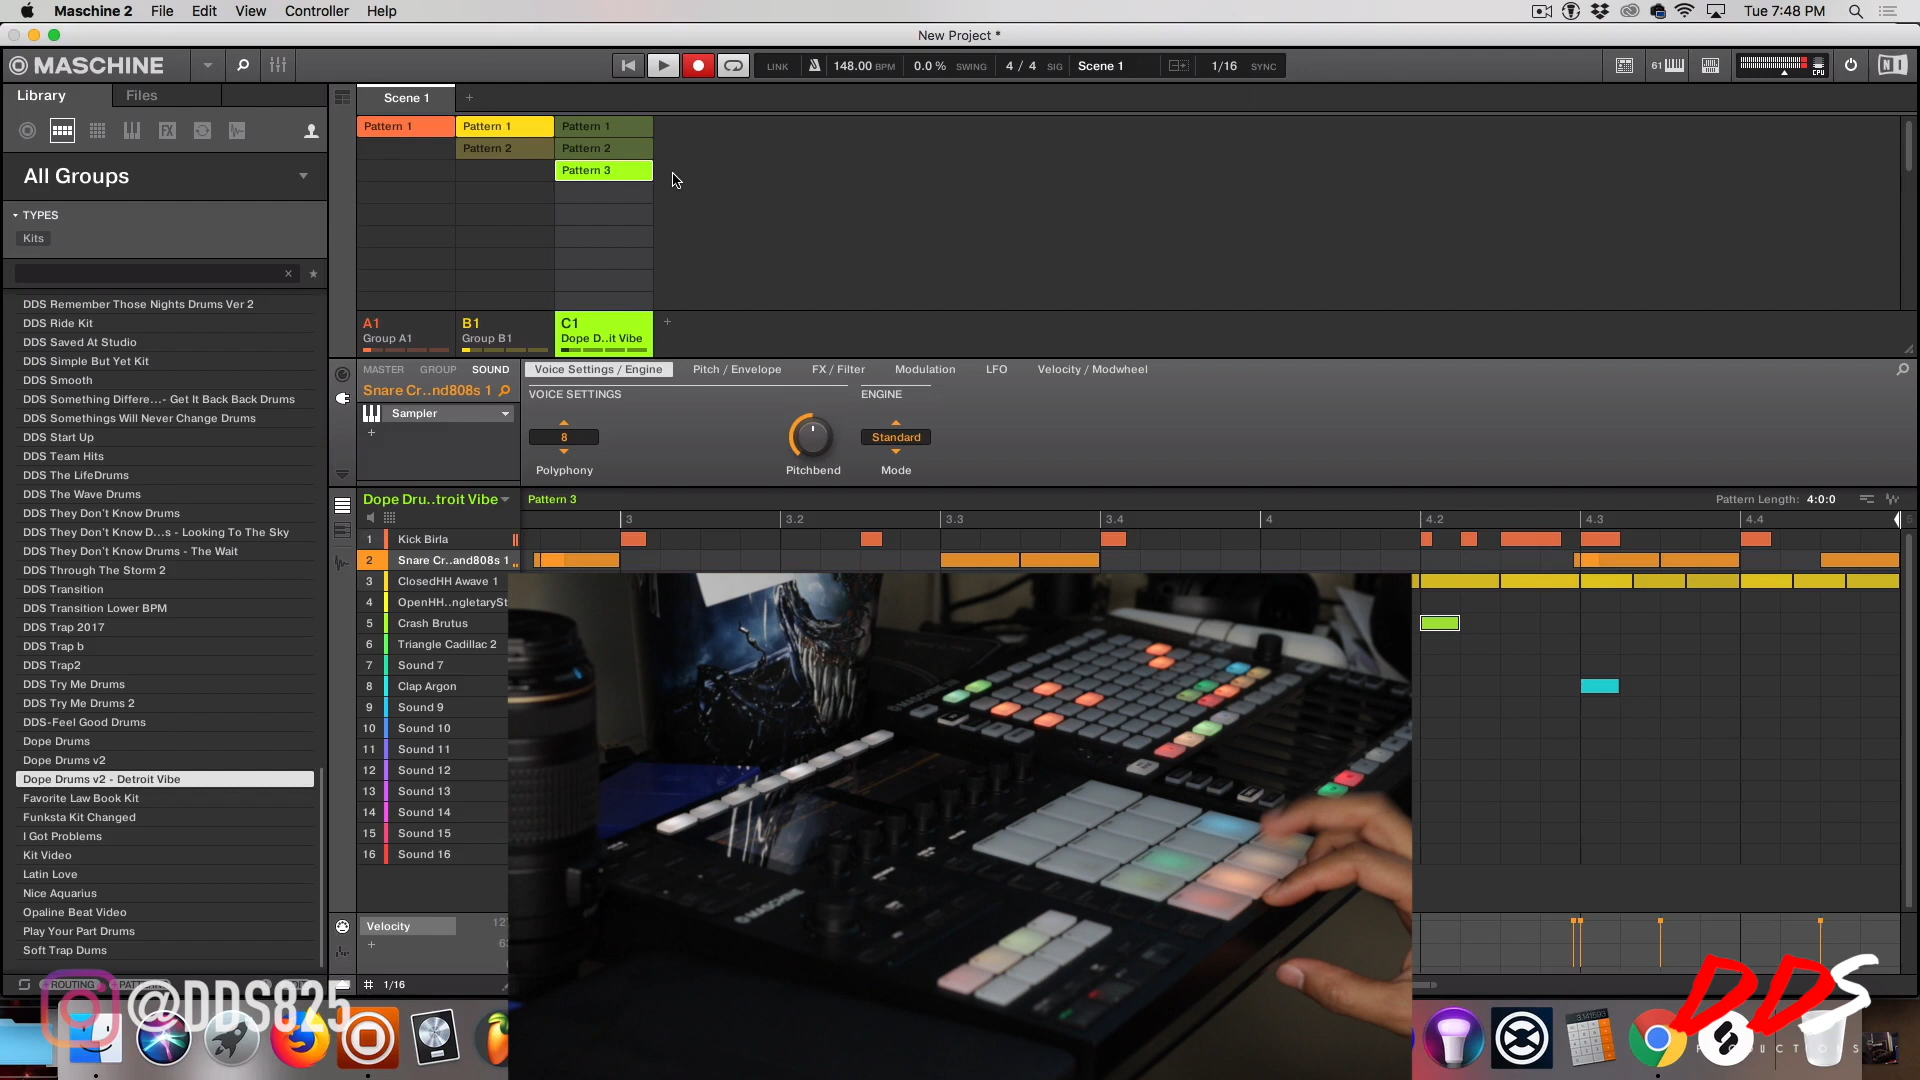 Maschine 2 File Edit View Controller Help Tue 7:48 PM
New Project *
MASCHINE LINK 148.00 BPM 0.0 % SWING 4 / 4 SIG Scene 1 1/16 SYNC 61 CPU NI
Library Files
Scene 1 +
Pattern 1 Pattern 1 Pattern 1
Pattern 2 Pattern 2
Pattern 3
FX
All Groups
TYPES
Kits
DDS Remember Those Nights Drums Ver 2
DDS Ride Kit
DDS Saved At Studio
DDS Simple But Yet Kit
DDS Smooth
DDS Something Differe...- Get It Back Back Drums
DDS Somethings Will Never Change Drums
DDS Start Up
DDS Team Hits
DDS The LifeDrums
DDS The Wave Drums
DDS They Don't Know Drums
DDS They Don't Know D...s - Looking To The Sky
DDS They Don't Know Drums - The Wait
DDS Through The Storm 2
DDS Transition
DDS Transition Lower BPM
DDS Trap 2017
DDS Trap b
DDS Trap2
DDS Try Me Drums
DDS Try Me Drums 2
DDS-Feel Good Drums
Dope Drums
Dope Drums v2
Dope Drums v2 - Detroit Vibe
Favorite Law Book Kit
Funksta Kit Changed
I Got Problems
Kit Video
Latin Love
Nice Aquarius
Opaline Beat Video
Play Your Part Drums
Soft Trap Dums
A1 B1 C1 +
Group A1 Group B1 Dope D..it Vibe
MASTER GROUP SOUND
Voice Settings / Engine Pitch / Envelope FX / Filter Modulation LFO Velocity / Modwheel
Snare Cr..nd808s 1
VOICE SETTINGS ENGINE
Sampler
+
8 Standard
Polyphony Pitchbend Mode
Dope Dru..troit Vibe Pattern 3 Pattern Length: 4:0:0
3 3.2 3.3 3.4 4 4.2 4.3 4.4 5
1 Kick Birla
2 Snare Cr..and808s 1
3 ClosedHH Awave 1
4 OpenHH..ngletarySt
5 Crash Brutus
6 Triangle Cadillac 2
7 Sound 7
8 Clap Argon
9 Sound 9
10 Sound 10
11 Sound 11
12 Sound 12
13 Sound 13
14 Sound 14
15 Sound 15
16 Sound 16
Velocity
+
1/16
MASCHINE
MASCHINE
@DDS825
3.141593
DDS